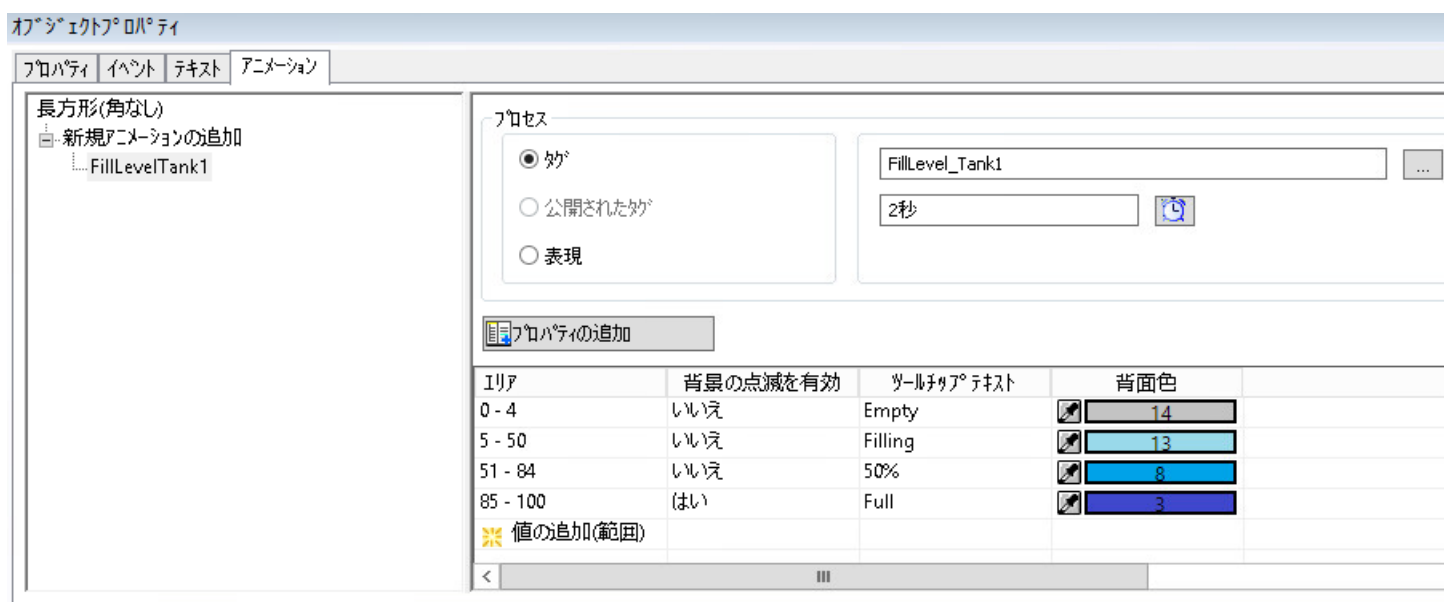 ｵﾌﾞｼﾞｪｸﾄﾌﾟﾛﾊﾟﾃｨ
ﾌﾟﾛﾊﾟﾃｨ ｲﾍﾞﾝﾄ ﾃｷｽﾄ ｱﾆﾒｰｼｮﾝ
長方形(角なし)
新規ｱﾆﾒｰｼｮﾝの追加
FillLevelTank1
ﾌﾟﾛｾｽ
ﾀｸﾞ FillLevel_Tank1 ...
公開されたﾀｸﾞ 2秒
表現
ﾌﾟﾛﾊﾟﾃｨの追加
ｴﾘｱ 背景の点滅を有効 ﾂｰﾙﾁｯﾌﾟﾃｷｽﾄ 背面色
0 - 4 いいえ Empty 14
5 - 50 いいえ Filling 13
51 - 84 いいえ 50% 8
85 - 100 はい Full 3
値の追加(範囲)